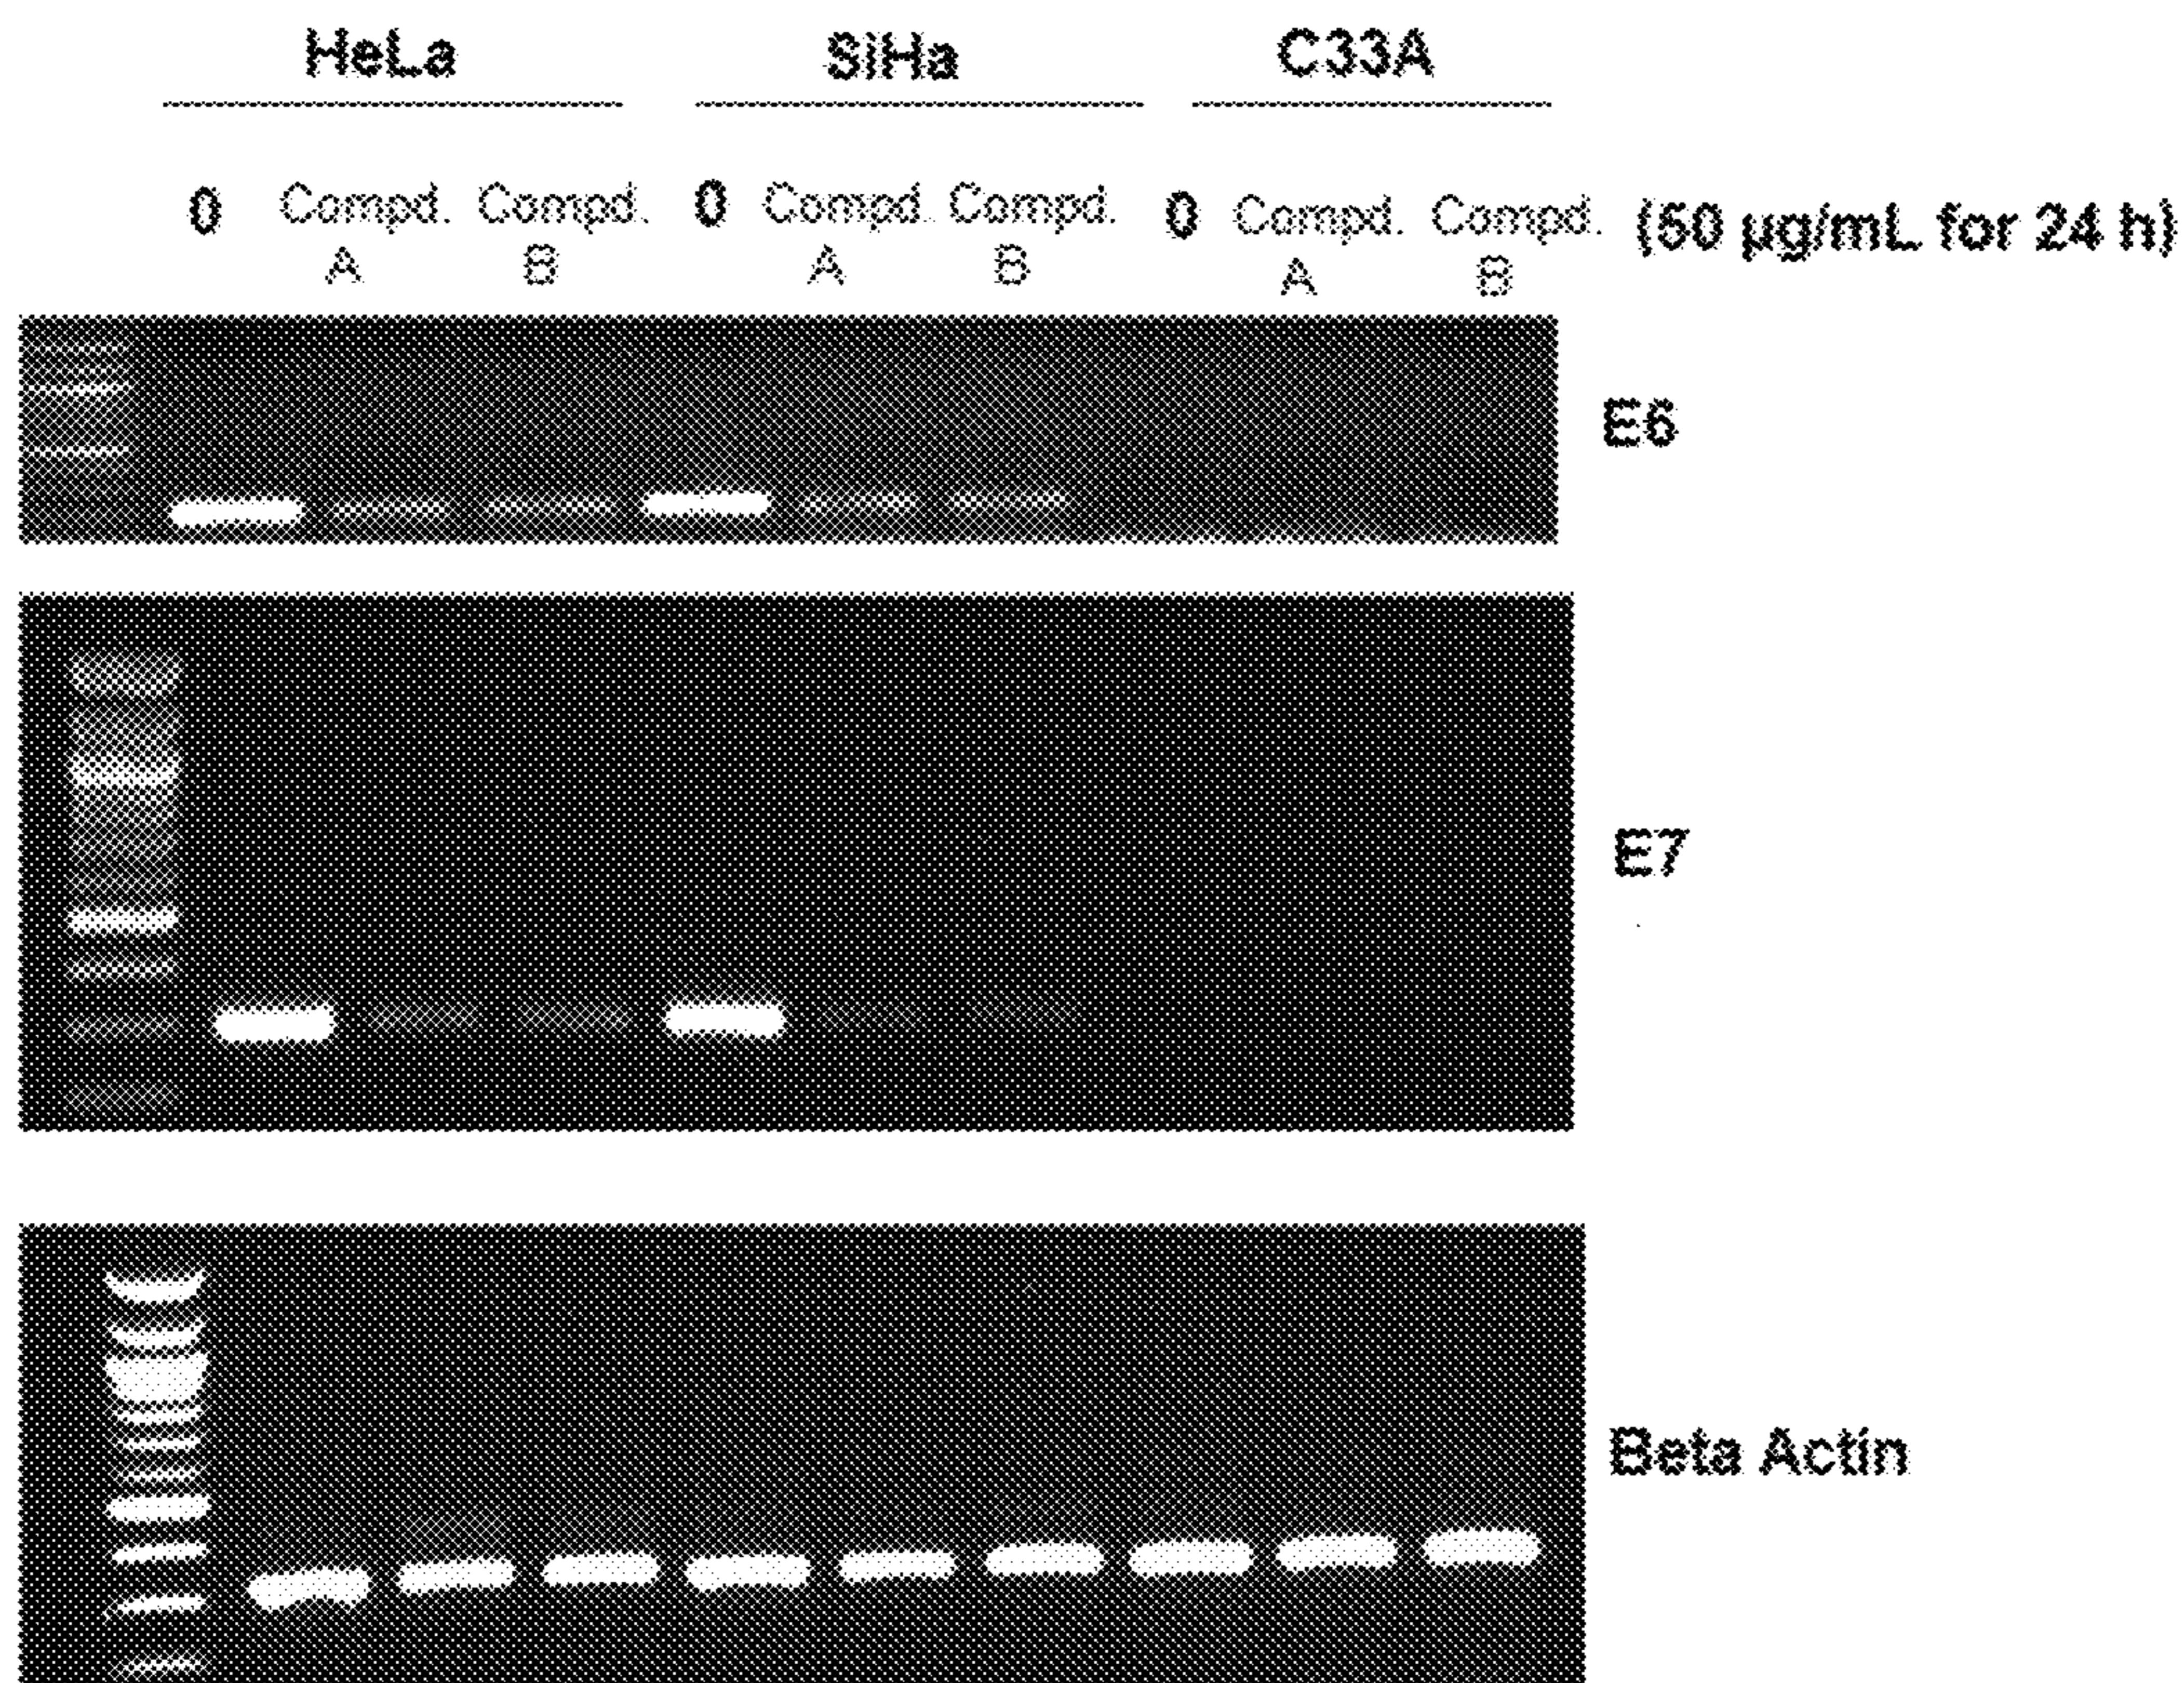 HeLa SiHa C33A
0 Compd. A Compd. B 0 Compd. A Compd. B 0 Compd. A Compd. B (50 µg/mL for 24 h)
E6
E7
Beta Actin